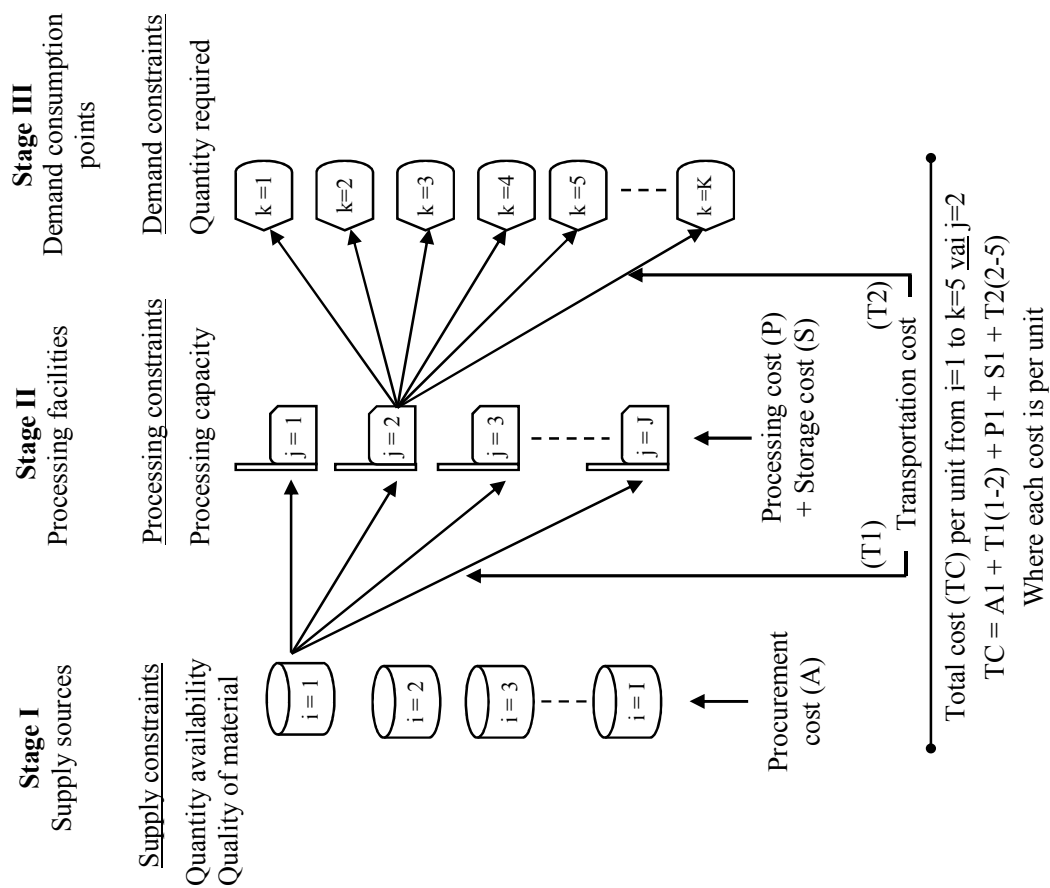 Stage I
Supply sources
Supply constraints
Quantity availability
Quality of material
i = 1
i = 2
i = 3
i = I
Procurement
cost (A)
Stage II
Processing facilities
Processing constraints
Processing capacity
j = 1
j = 2
j = 3
j = J
Processing cost (P)
+ Storage cost (S)
Stage III
Demand consumption
points
Demand constraints
Quantity required
k =1
k=2
k =3
k =4
k =5
k =K
(T1)
(T2)
Transportation cost
Total cost (TC) per unit from i=1 to k=5 vai j=2
TC = A1 + T1(1-2) + P1 + S1 + T2(2-5)
Where each cost is per unit